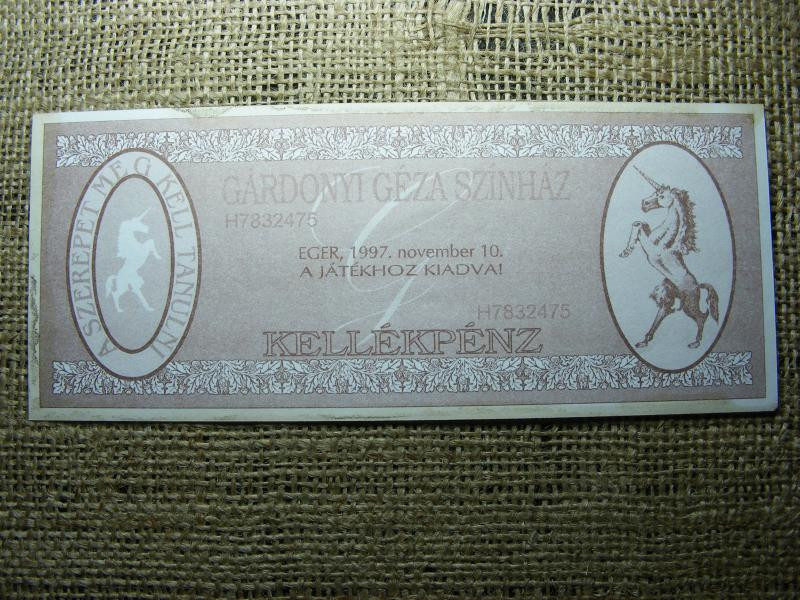 A SZEREPET MEG KELL TANULNI
GÁRDONYI GÉZA SZÍNHÁZ
H7832475
EGER, 1997. november 10.
A JÁTÉKHOZ KIADVA!
H7832475
KELLÉKPÉNZ